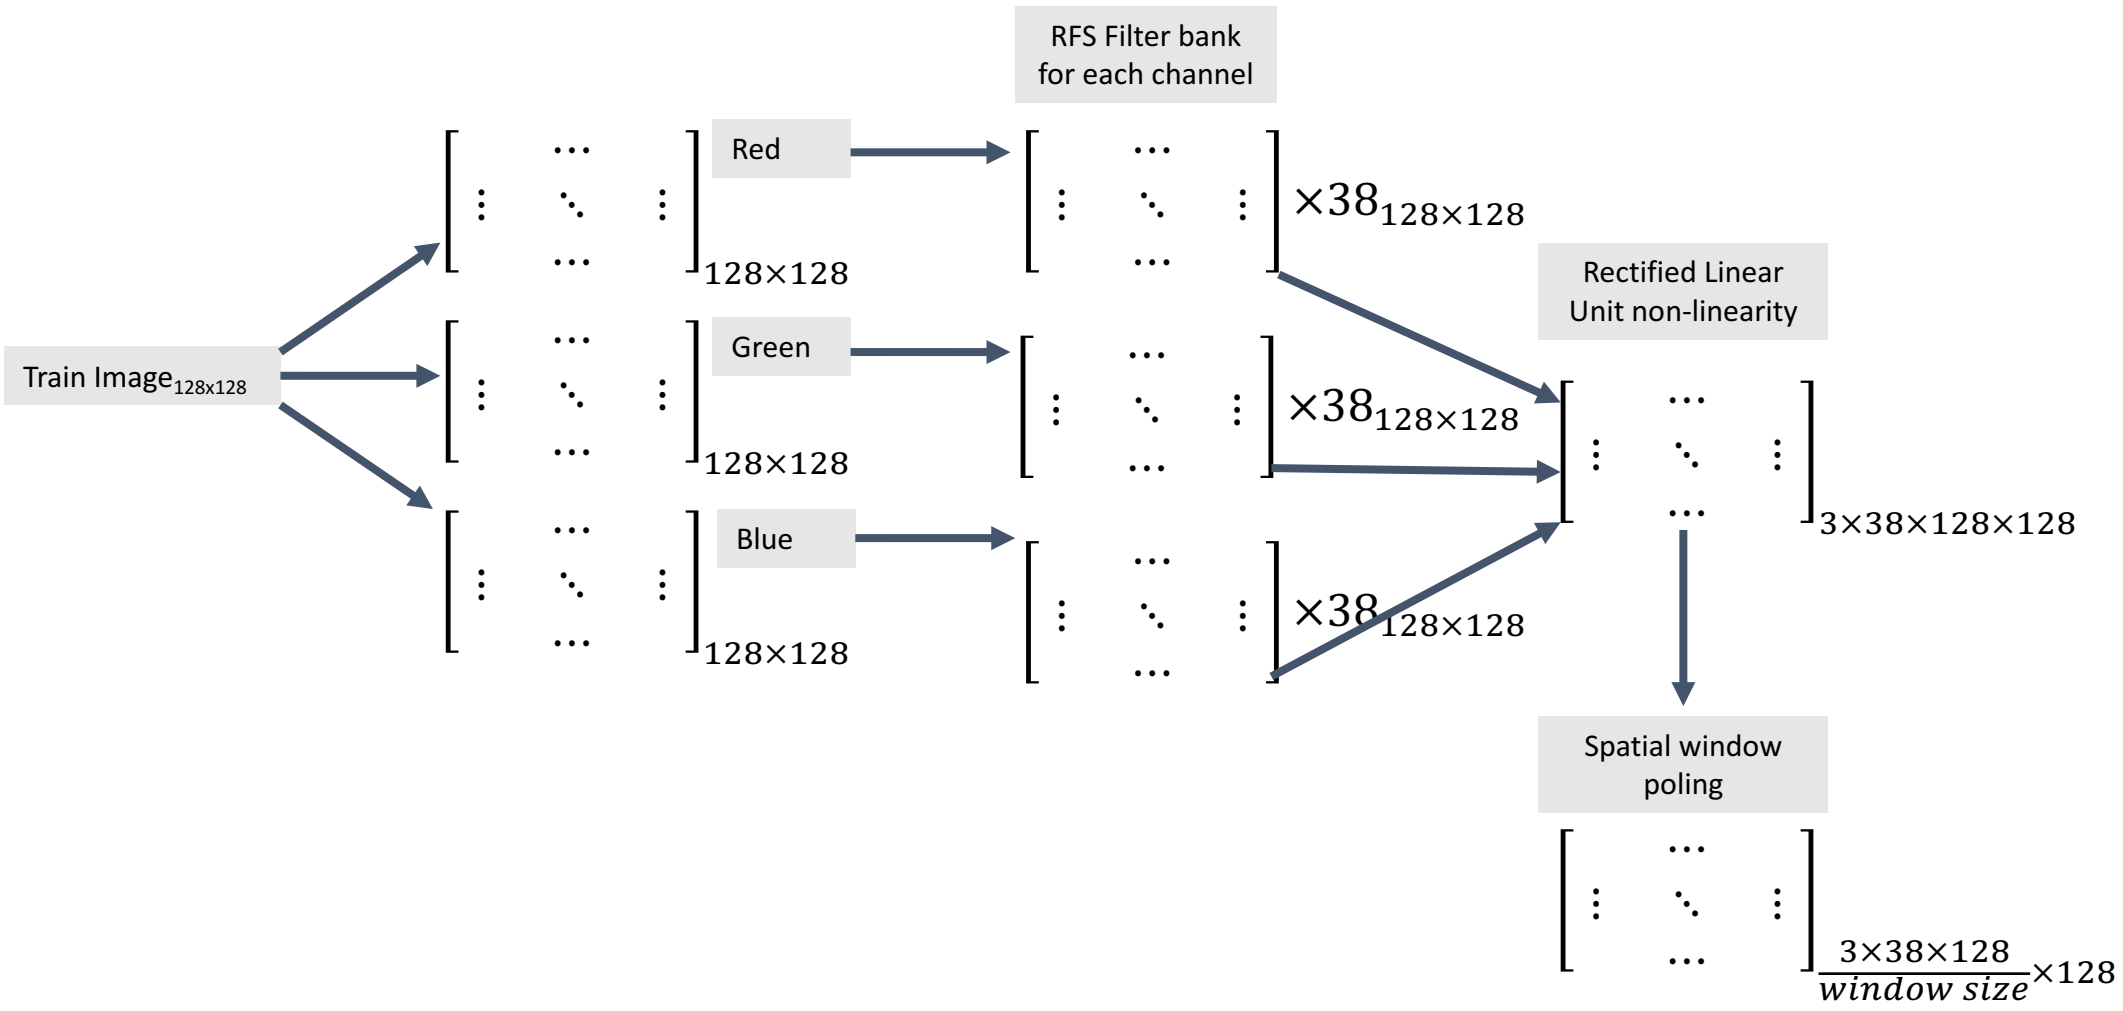 RFS Filter bank
for each channel
Red
⋯
⋮ ⋱ ⋮
⋯
128×128
⋯
⋮ ⋱ ⋮
⋯
×38128×128
Rectified Linear
Unit non-linearity
Train Image128x128
Green
⋯
⋮ ⋱ ⋮
⋯
128×128
⋯
⋮ ⋱ ⋮
⋯
×38128×128
⋯
⋮ ⋱ ⋮
⋯
3×38×128×128
Blue
⋯
⋮ ⋱ ⋮
⋯
128×128
⋯
⋮ ⋱ ⋮
⋯
×38128×128
Spatial window
poling
⋯
⋮ ⋱ ⋮
⋯
3×38×128
window size
×128